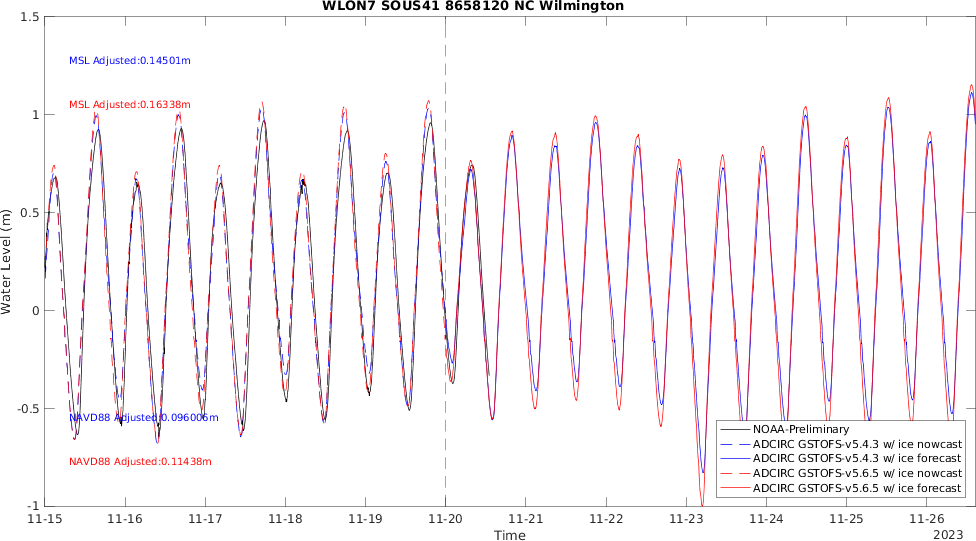 WLON7 SOUS41 8658120 NC Wilmington
1.5
MSL Adjusted:0.14501m
MSL Adjusted:0.16338m
1
0.5
Water Level (m)
0
-0.5
NAVD88 Adjusted:0.096006m
NAVD88 Adjusted:0.11438m
-1
NOAA-Preliminary
ADCIRC GSTOFS-v5.4.3 w/ ice nowcast
ADCIRC GSTOFS-v5.4.3 w/ ice forecast
ADCIRC GSTOFS-v5.6.5 w/ ice nowcast
ADCIRC GSTOFS-v5.6.5 w/ ice forecast
11-15 11-16 11-17 11-18 11-19 11-20 11-21 11-22 11-23 11-24 11-25 11-26
Time
2023